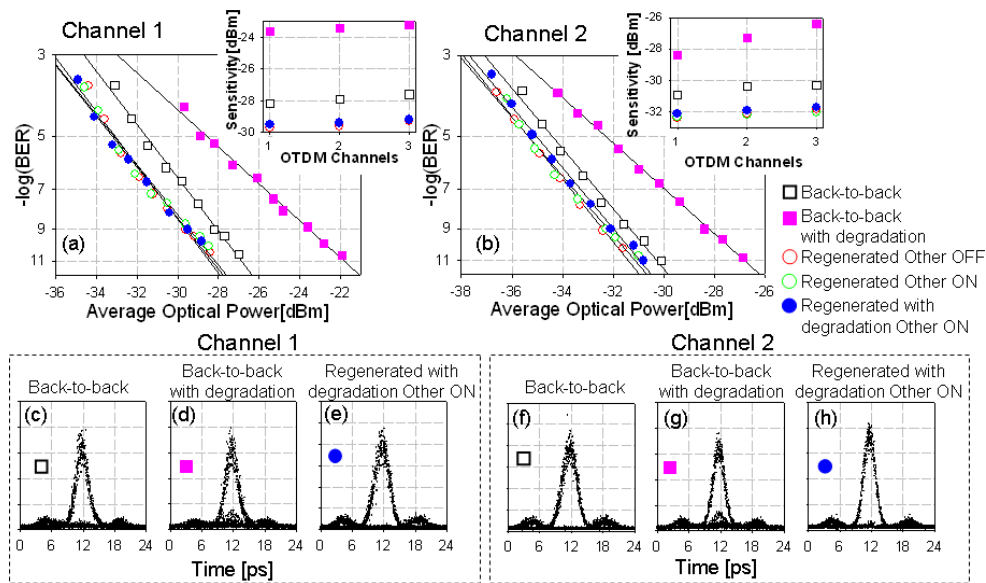 Channel 1
Sensitivity[dBm]
-24
-26
-28
-30
1
2
3
OTDM Channels
-log(BER)
3
5
7
9
11
(a)
-36
-34
-32
-30
-28
-26
-24
-22
Average Optical Power[dBm]
Channel 2
Sensitivity [dBm]
-26
-28
-30
-32
1
2
3
OTDM Channels
-log(BER)
3
5
7
9
11
(b)
-38
-36
-34
-32
-30
-28
-26
Average Optical Power[dBm]
Back-to-back
Back-to-back
with degradation
Regenerated Other OFF
Regenerated Other ON
Regenerated with
degradation Other ON
Channel 1
Back-to-back
Back-to-back
with degradation
Regenerated with
degradation Other ON
(c)
(d)
(e)
0 6 12 18 24
0 6 12 18 24
0 6 12 18 24
Time [ps]
Channel 2
Back-to-back
Back-to-back
with degradation
Regenerated with
degradation Other ON
(f)
(g)
(h)
0 6 12 18 24
0 6 12 18 24
0 6 12 18 24
Time [ps]